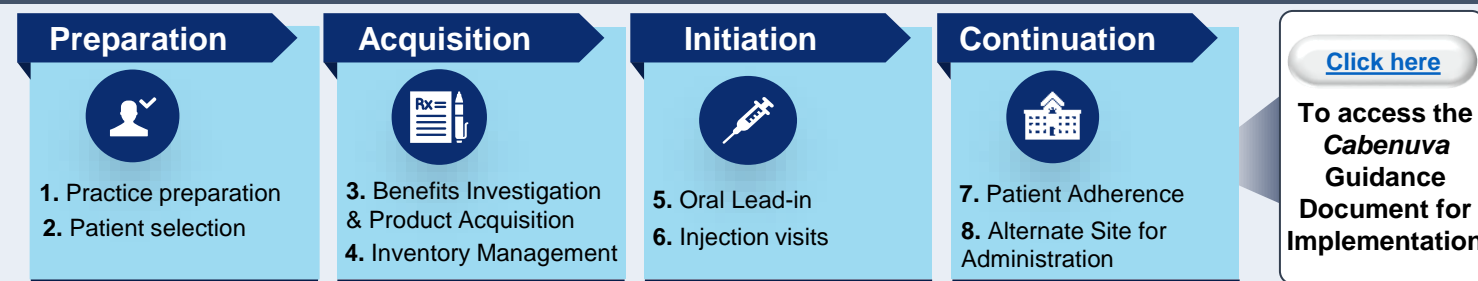 Preparation
1. Practice preparation
2. Patient selection
Acquisition
Rx=
3. Benefits Investigation
& Product Acquisition
4. Inventory Management
Initiation
5. Oral Lead-in
6. Injection visits
Continuation
7. Patient Adherence
8. Alternate Site for
Administration
Click here
To access the
Cabenuva
Guidance
Document for
Implementation